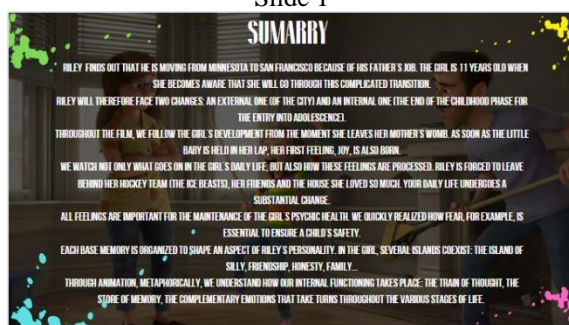 Slide 1
SUMARRY
RILEY FINDS OUT THAT HE IS MOVING FROM MINNESOTA TO SAN FRANCISCO BECAUSE OF HIS FATHER'S JOB. THE GIRL IS 11 YEARS OLD WHEN
SHE BECOMES AWARE THAT SHE WILL GO THROUGH THIS COMPLICATED TRANSITION.
RILEY WILL THEREFORE FACE TWO CHANGES: AN EXTERNAL ONE (OF THE CITY) AND AN INTERNAL ONE (THE END OF THE CHILDHOOD PHASE FOR
THE ENTRY INTO ADOLESCENCE).
THROUGHOUT THE FILM, WE FOLLOW THE GIRL'S DEVELOPMENT FROM THE MOMENT SHE LEAVES HER MOTHER'S WOMB. AS SOON AS THE LITTLE
BABY IS HELD IN HER LAP, HER FIRST FEELING, JOY, IS ALSO BORN.
WE WATCH NOT ONLY WHAT GOES ON IN THE GIRL'S DAILY LIFE, BUT ALSO HOW THESE FEELINGS ARE PROCESSED. RILEY IS FORCED TO LEAVE
BEHIND HER HOCKEY TEAM (THE ICE BEASTS), HER FRIENDS AND THE HOUSE SHE LOVED SO MUCH. YOUR DAILY LIFE UNDERGOES A
SUBSTANTIAL CHANGE.
ALL FEELINGS ARE IMPORTANT FOR THE MAINTENANCE OF THE GIRL'S PSYCHIC HEALTH. WE QUICKLY REALIZED HOW FEAR, FOR EXAMPLE, IS
ESSENTIAL TO ENSURE A CHILD'S SAFETY.
EACH BASE MEMORY IS ORGANIZED TO SHAPE AN ASPECT OF RILEY'S PERSONALITY. IN THE GIRL, SEVERAL ISLANDS COEXIST: THE ISLAND OF
SILLY, FRIENDSHIP, HONESTY, FAMILY...
THROUGH ANIMATION, METAPHORICALLY, WE UNDERSTAND HOW OUR INTERNAL FUNCTIONING TAKES PLACE: THE TRAIN OF THOUGHT, THE
STORE OF MEMORY, THE COMPLEMENTARY EMOTIONS THAT TAKE TURNS THROUGHOUT THE VARIOUS STAGES OF LIFE.